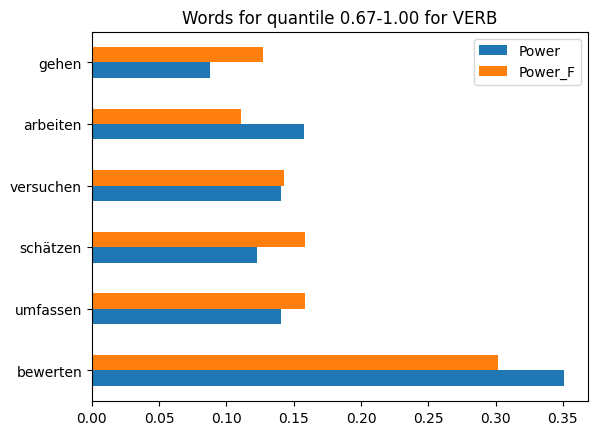 Words for quantile 0.67-1.00 for VERB
Power
Power_F
gehen
arbeiten
versuchen
schätzen
umfassen
bewerten
0.00 0.05 0.10 0.15 0.20 0.25 0.30 0.35